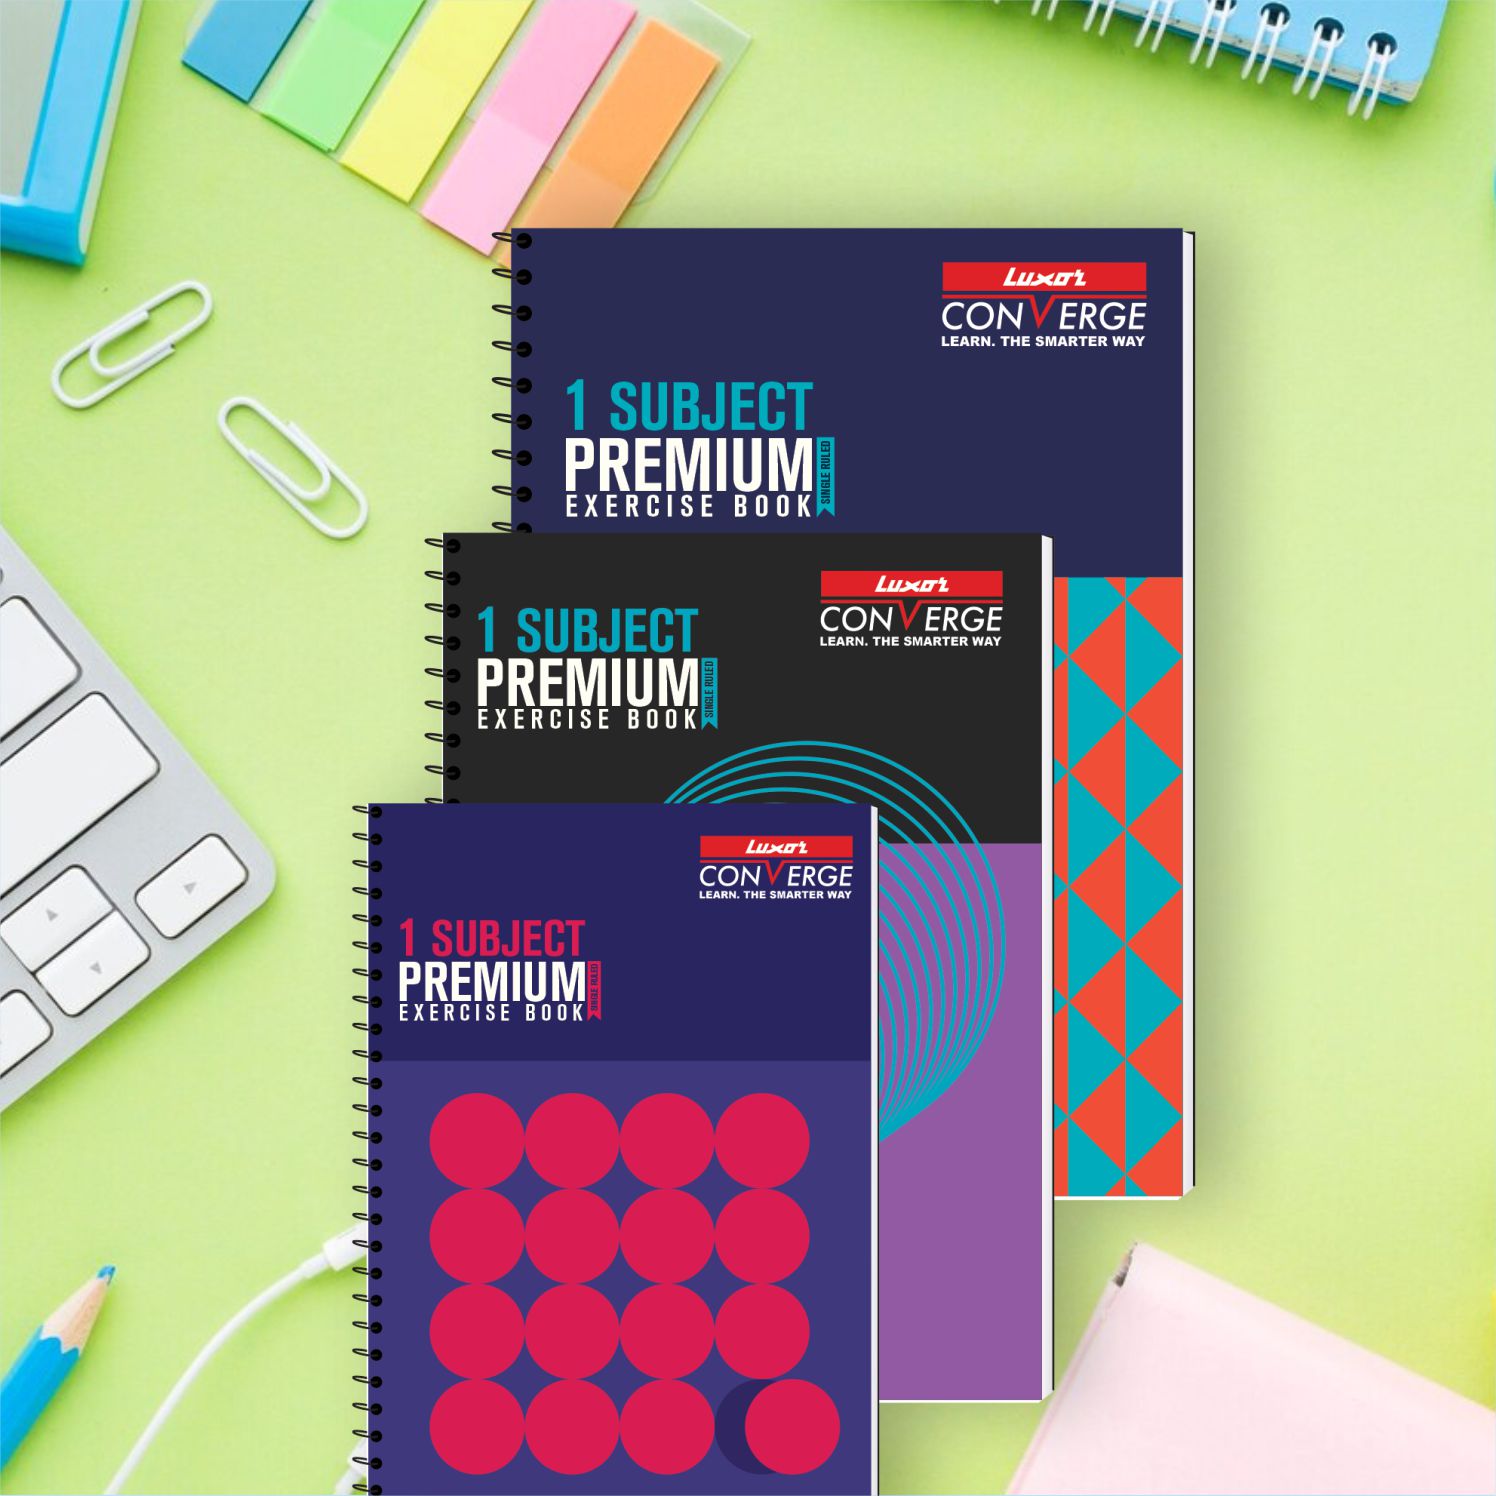 Luxor
CONVERGE
LEARN. THE SMARTER WAY
1 SUBJECT
PREMIUM
EXERCISE BOOK
SINGLE RULED
Luxor
CONVERGE
LEARN. THE SMARTER WAY
1 SUBJECT
PREMIUM
EXERCISE BOOK
SINGLE RULED
Luxor
CONVERGE
LEARN. THE SMARTER WAY
1 SUBJECT
PREMIUM
EXERCISE BOOK
SINGLE RULED